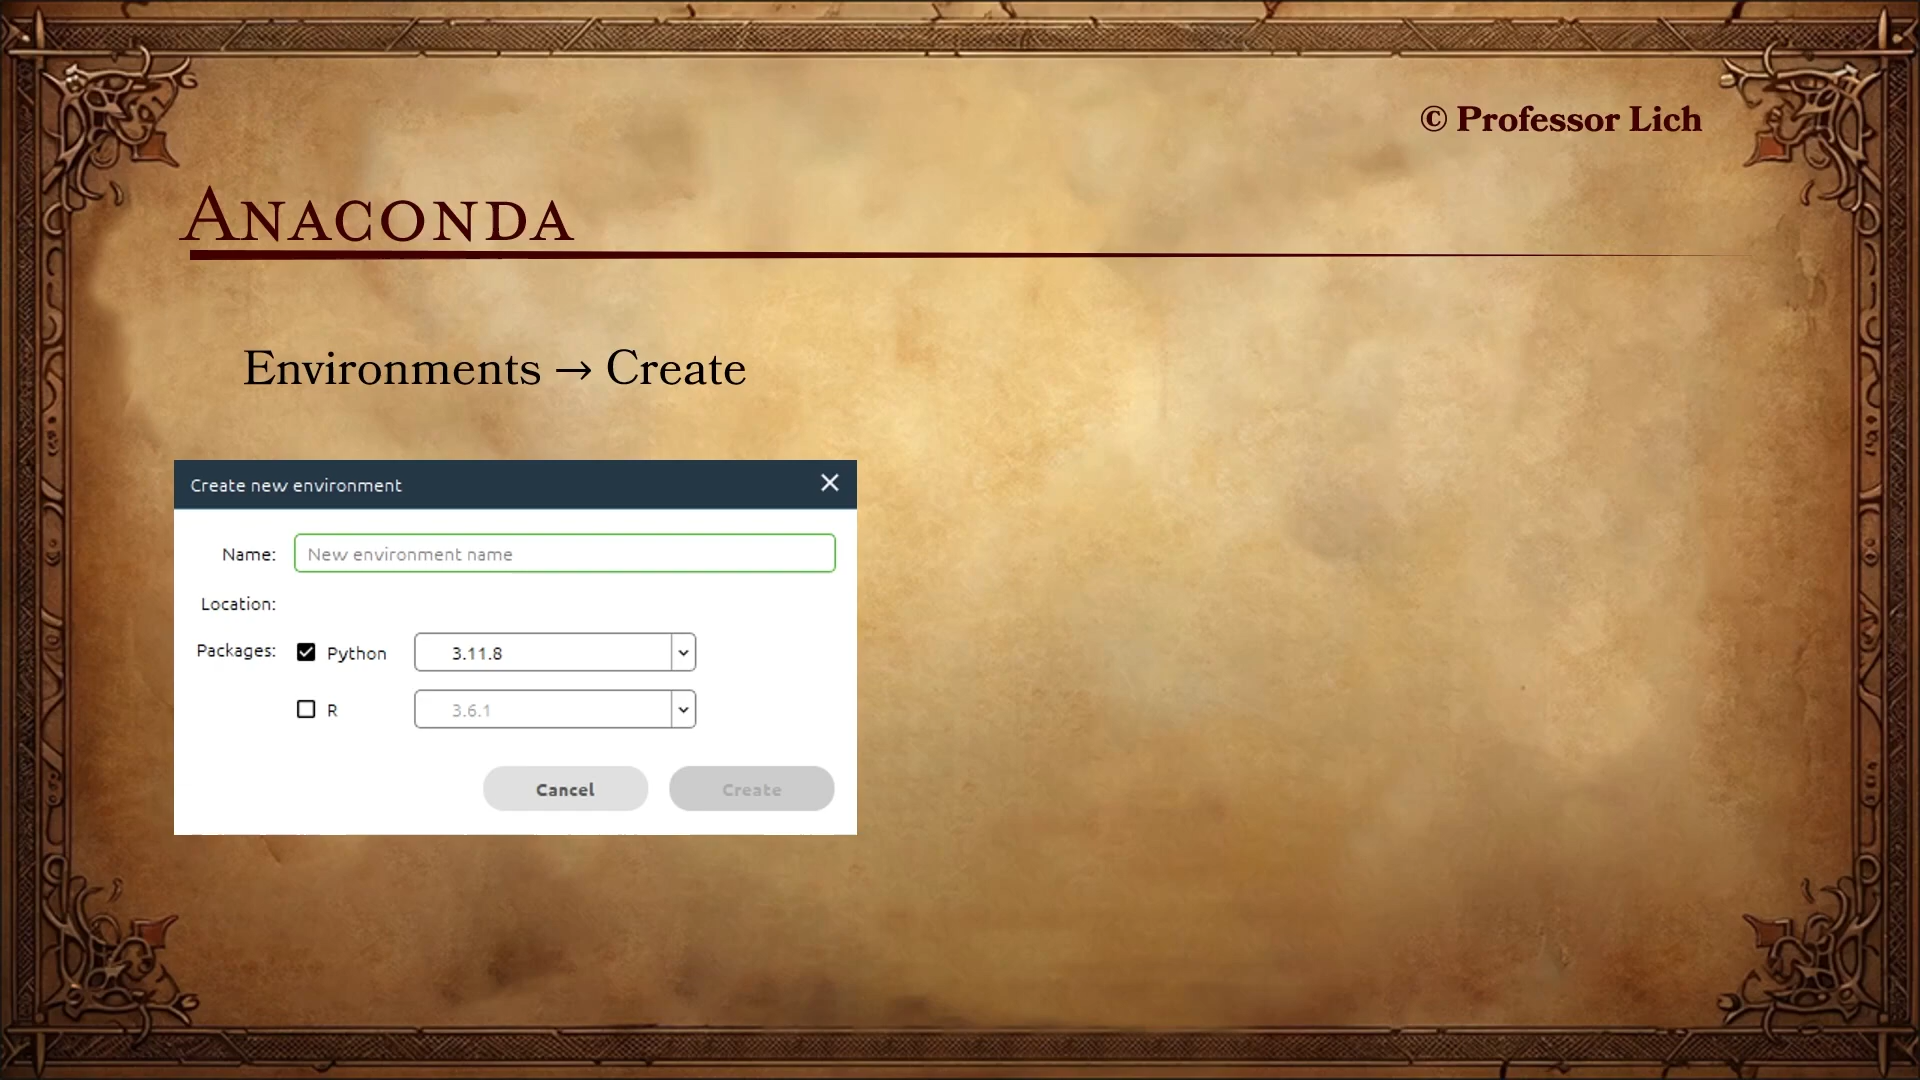 © Professor Lich
Anaconda
Environments → Create
Create new environment
Name: New environment name
Location:
Packages: Python 3.11.8
R 3.6.1
Cancel Create